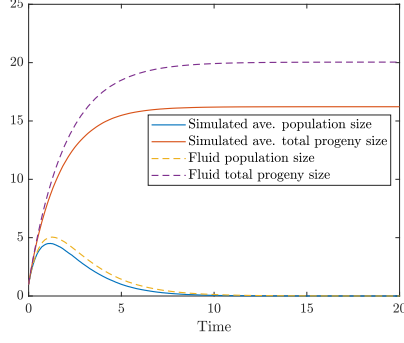 25
20
15
10
5
0
Simulated ave. population size
Simulated ave. total progeny size
Fluid population size
Fluid total progeny size
0 5 10 15 20
Time